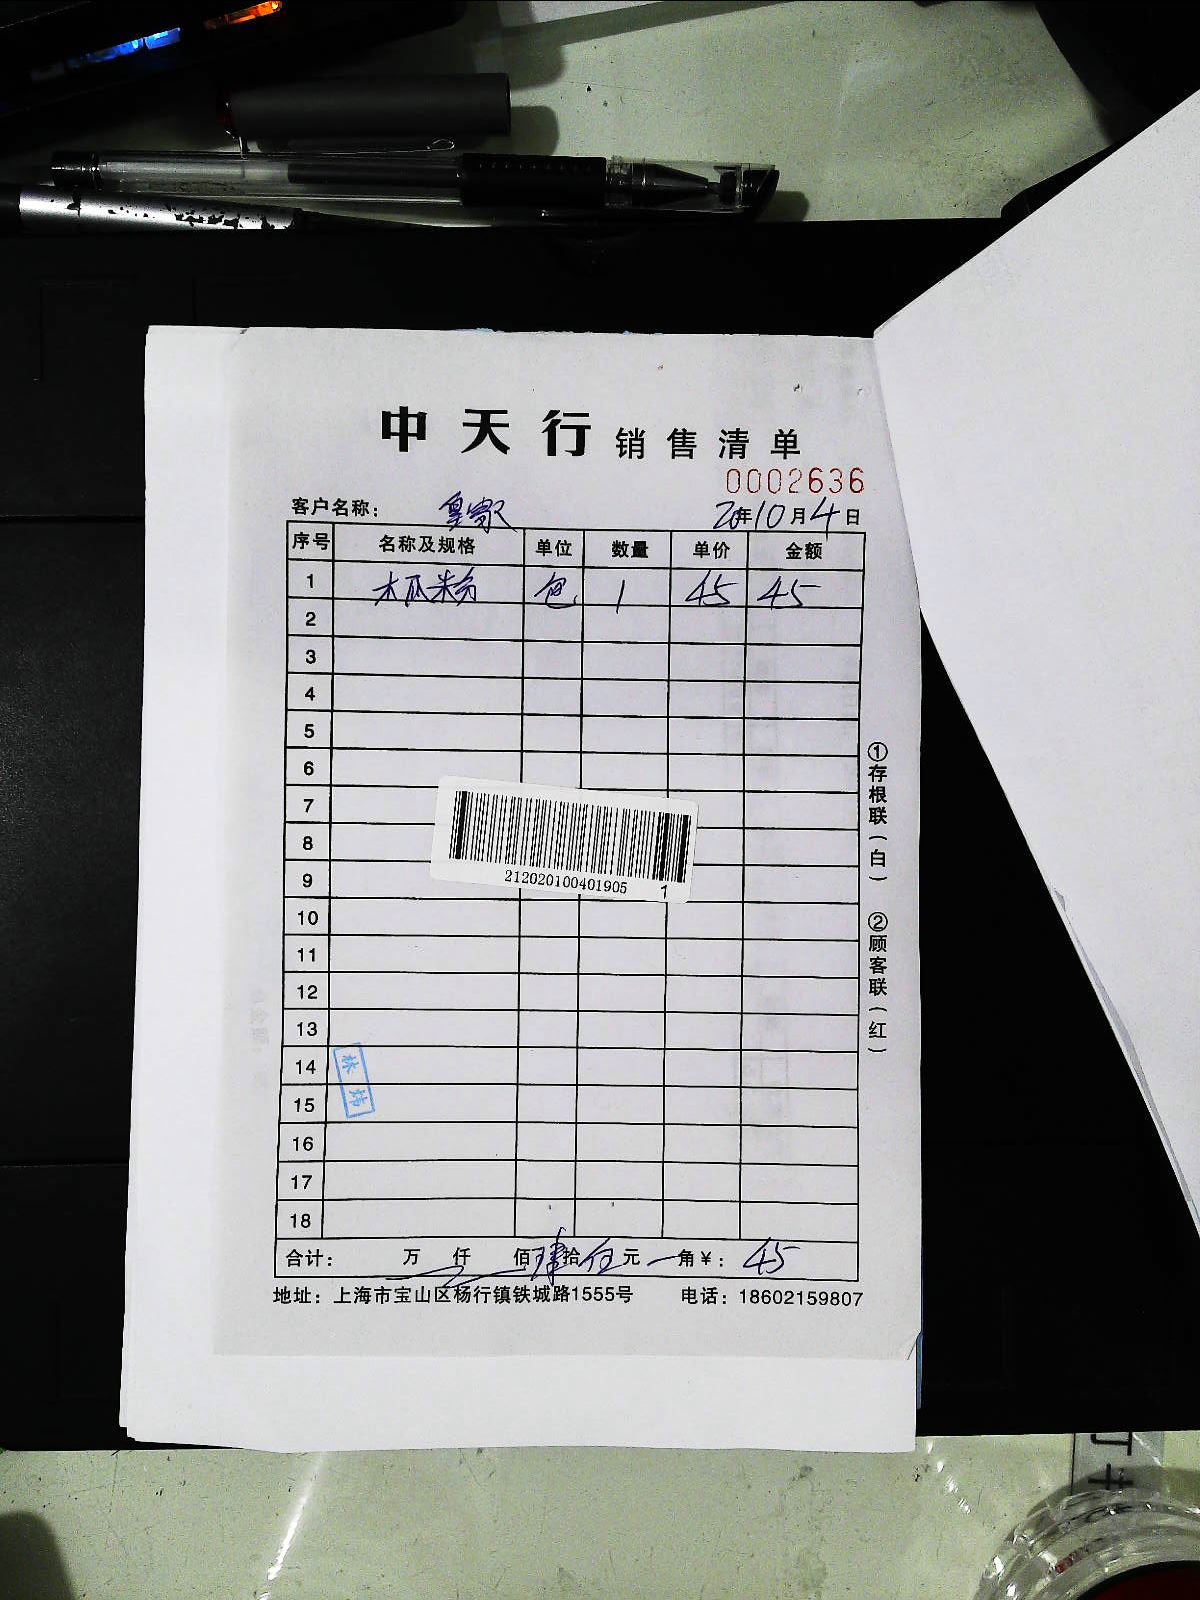 中天行 销售清单
0002636
客户名称： 皇家 20年10月4日
序号 名称及规格 单位 数量 单价 金额
1 木瓜粉 包 1 45 45
2
3
4
5
6
7
8
9
212020100401905 1
10
11
12
13
14
林
15
16
17
18
合计： 万 仟 佰肆拾伍元 角￥：45
地址：上海市宝山区杨行镇铁城路1555号 电话：18602159807
①存根联（白） ②顾客联（红）